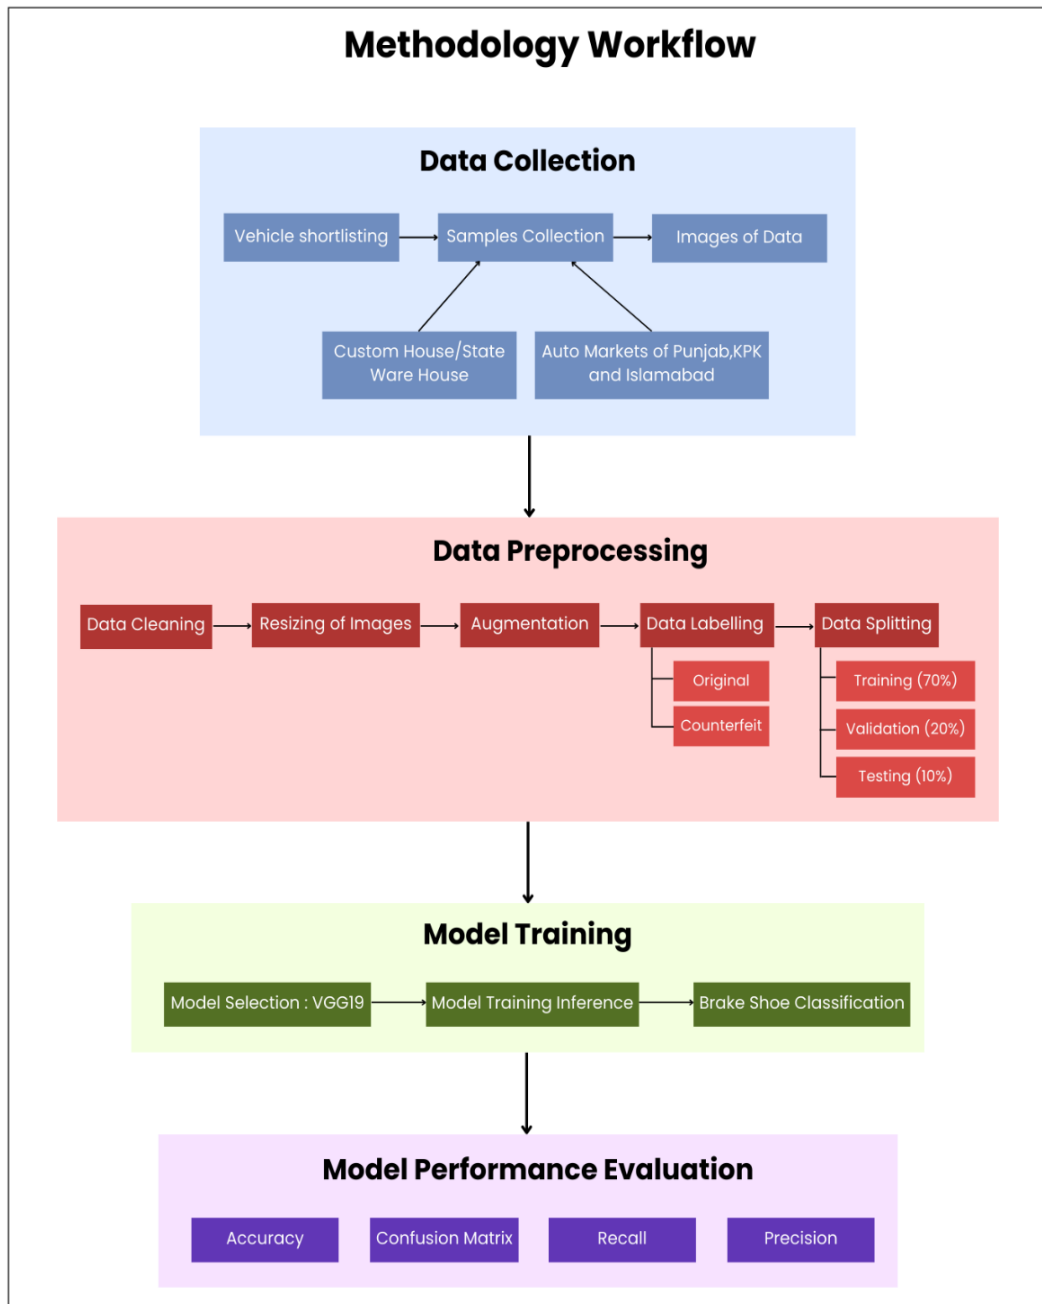 Methodology Workflow
Data Collection
Vehicle shortlisting
Samples Collection
Images of Data
Custom House/State
Ware House
Auto Markets of Punjab,KPK
and Islamabad
Data Preprocessing
Data Cleaning
Resizing of Images
Augmentation
Data Labelling
Data Splitting
Original
Counterfeit
Training (70%)
Validation (20%)
Testing (10%)
Model Training
Model Selection : VGG19
Model Training Inference
Brake Shoe Classification
Model Performance Evaluation
Accuracy
Confusion Matrix
Recall
Precision